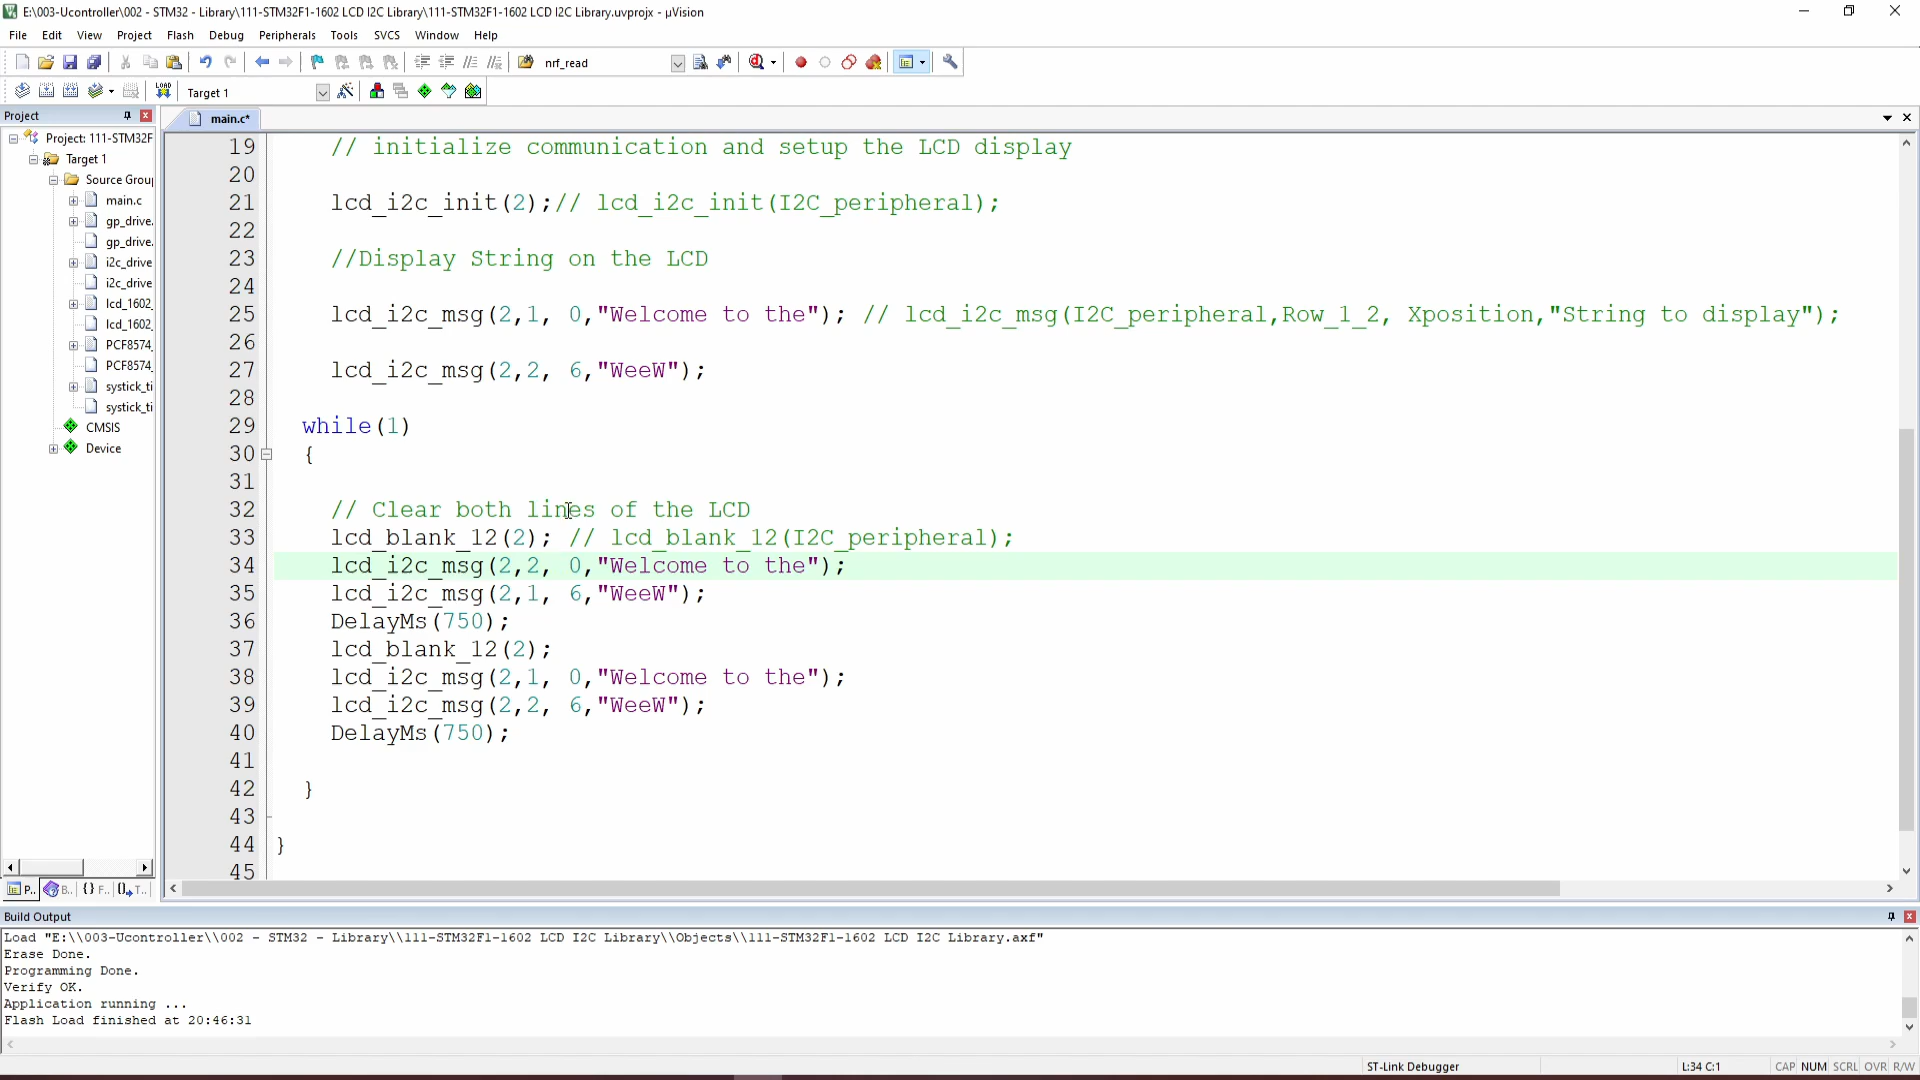 E:\003-Ucontroller\002 - STM32 - Library\111-STM32F1-1602 LCD I2C Library\111-STM32F1-1602 LCD I2C Library.uvprojx - µVision
File Edit View Project Flash Debug Peripherals Tools SVCS Window Help
nrf_read
LOAD Target 1
Project
main.c*
Project: 111-STM32F
Target 1
Source Grou
main.c
gp_drive.
gp_drive.
i2c_drive
i2c_drive
lcd_1602_
lcd_1602_
PCF8574_
PCF8574_
systick_ti
systick_ti
CMSIS
Device
P.. B.. {} F.. T..
19 // initialize communication and setup the LCD display
20
21 lcd_i2c_init(2);// lcd_i2c_init(I2C_peripheral);
22
23 //Display String on the LCD
24
25 lcd_i2c_msg(2,1, 0,"Welcome to the"); // lcd_i2c_msg(I2C_peripheral,Row_1_2, Xposition,"String to display");
26
27 lcd_i2c_msg(2,2, 6,"WeeW");
28
29 while(1)
30 {
31
32 // Clear both lines of the LCD
33 lcd_blank_12(2); // lcd_blank_12(I2C_peripheral);
34 lcd_i2c_msg(2,2, 0,"Welcome to the");
35 lcd_i2c_msg(2,1, 6,"WeeW");
36 DelayMs(750);
37 lcd_blank_12(2);
38 lcd_i2c_msg(2,1, 0,"Welcome to the");
39 lcd_i2c_msg(2,2, 6,"WeeW");
40 DelayMs(750);
41
42 }
43
44 }
45
Build Output
Load "E:\\003-Ucontroller\\002 - STM32 - Library\\111-STM32F1-1602 LCD I2C Library\\Objects\\111-STM32F1-1602 LCD I2C Library.axf"
Erase Done.
Programming Done.
Verify OK.
Application running ...
Flash Load finished at 20:46:31
ST-Link Debugger L:34 C:1 CAP NUM SCRL OVR R/W